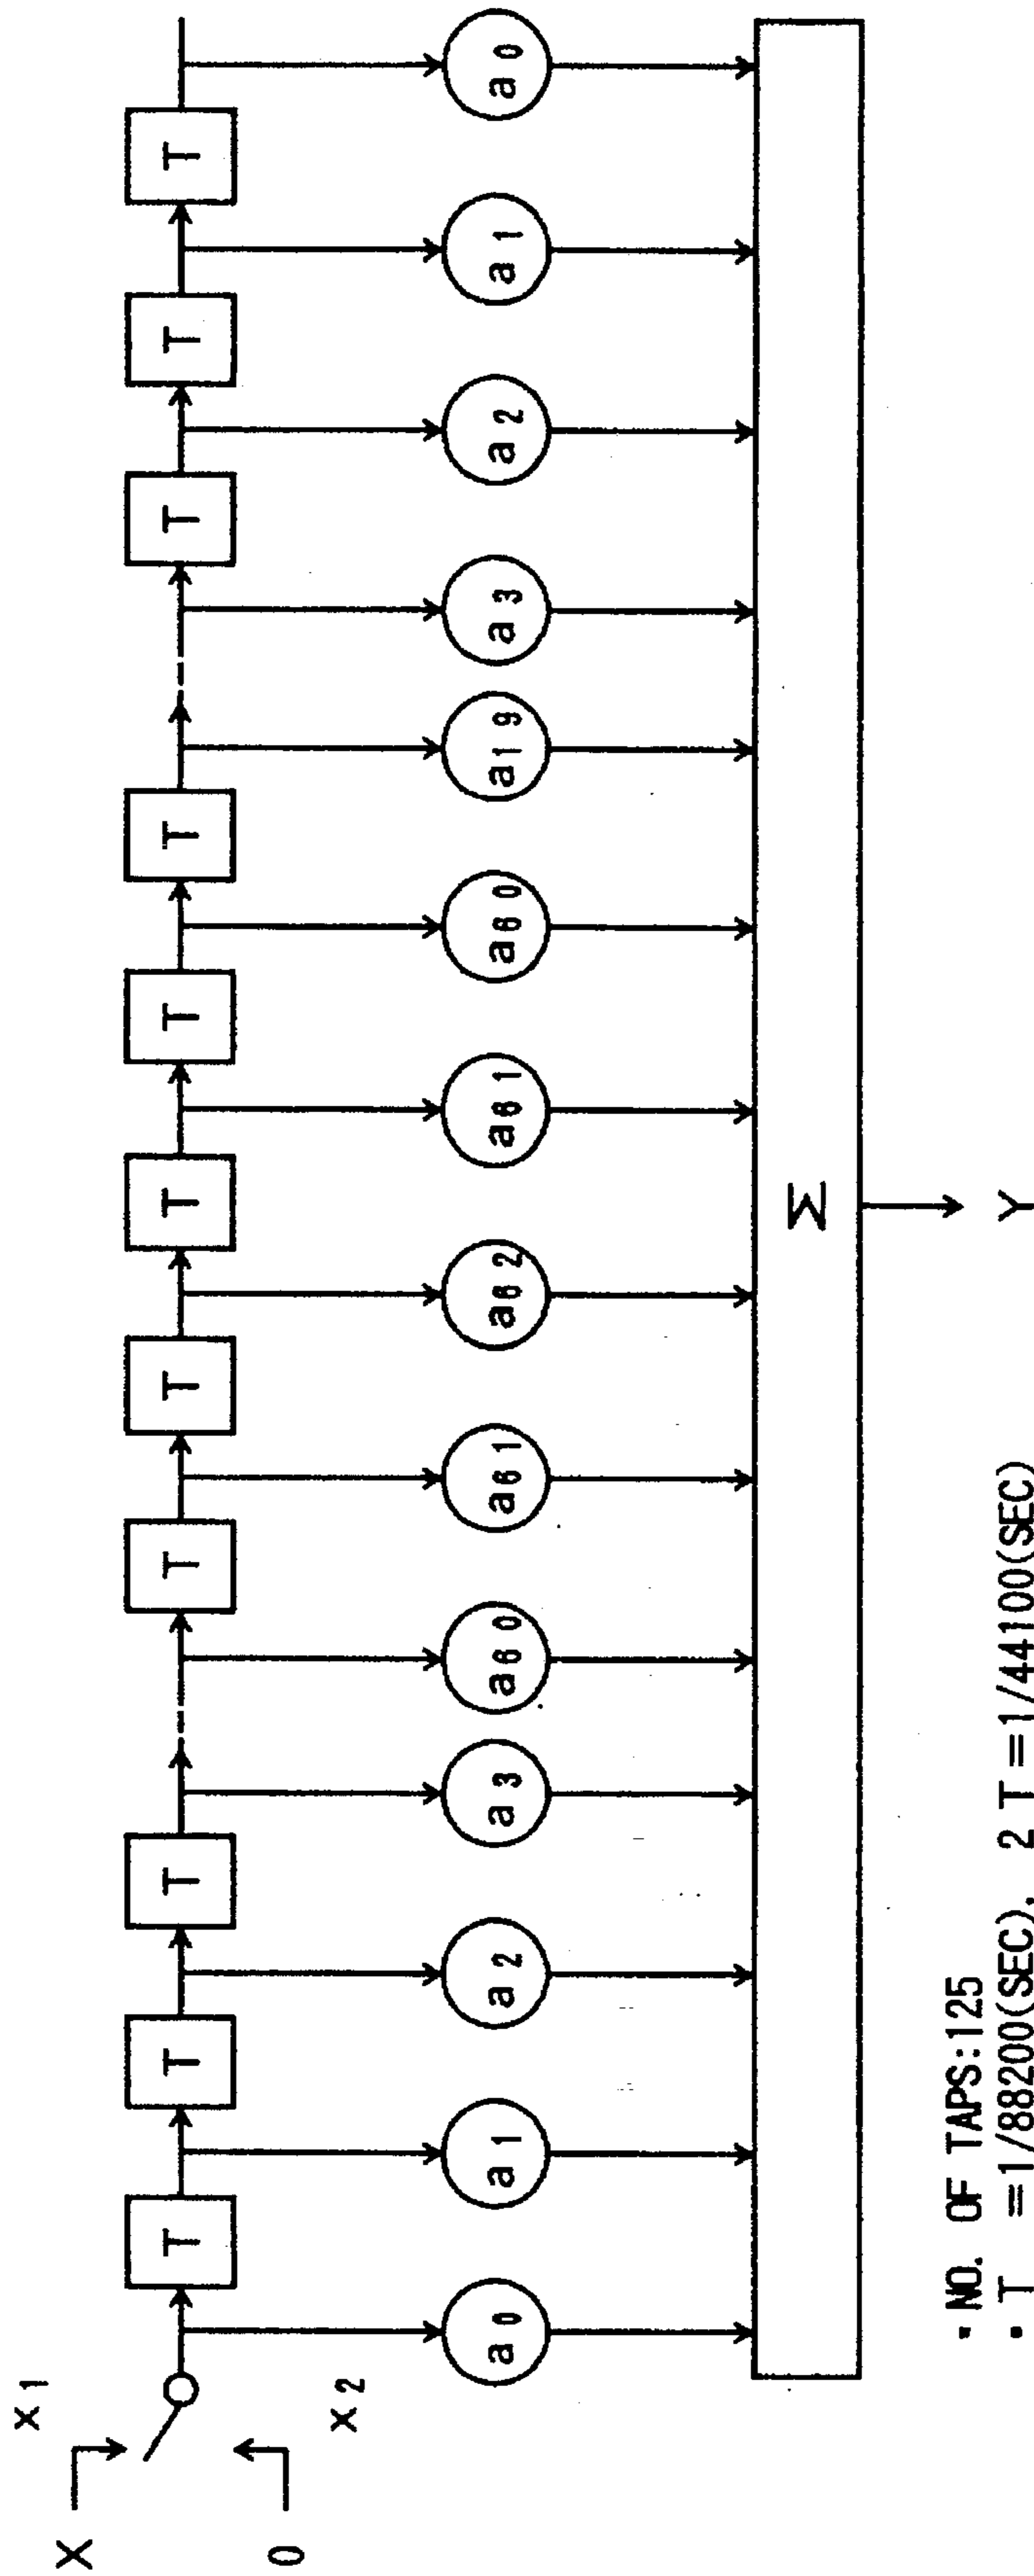 X
x1
0
x2
T T T T T T T T T T T
a0 a1 a2 a3 a60 a61 a62 a61 a60 a19 a3 a2 a1 a0
Σ
Y
・NO. OF TAPS:125
・T =1/88200(SEC), 2T=1/44100(SEC)